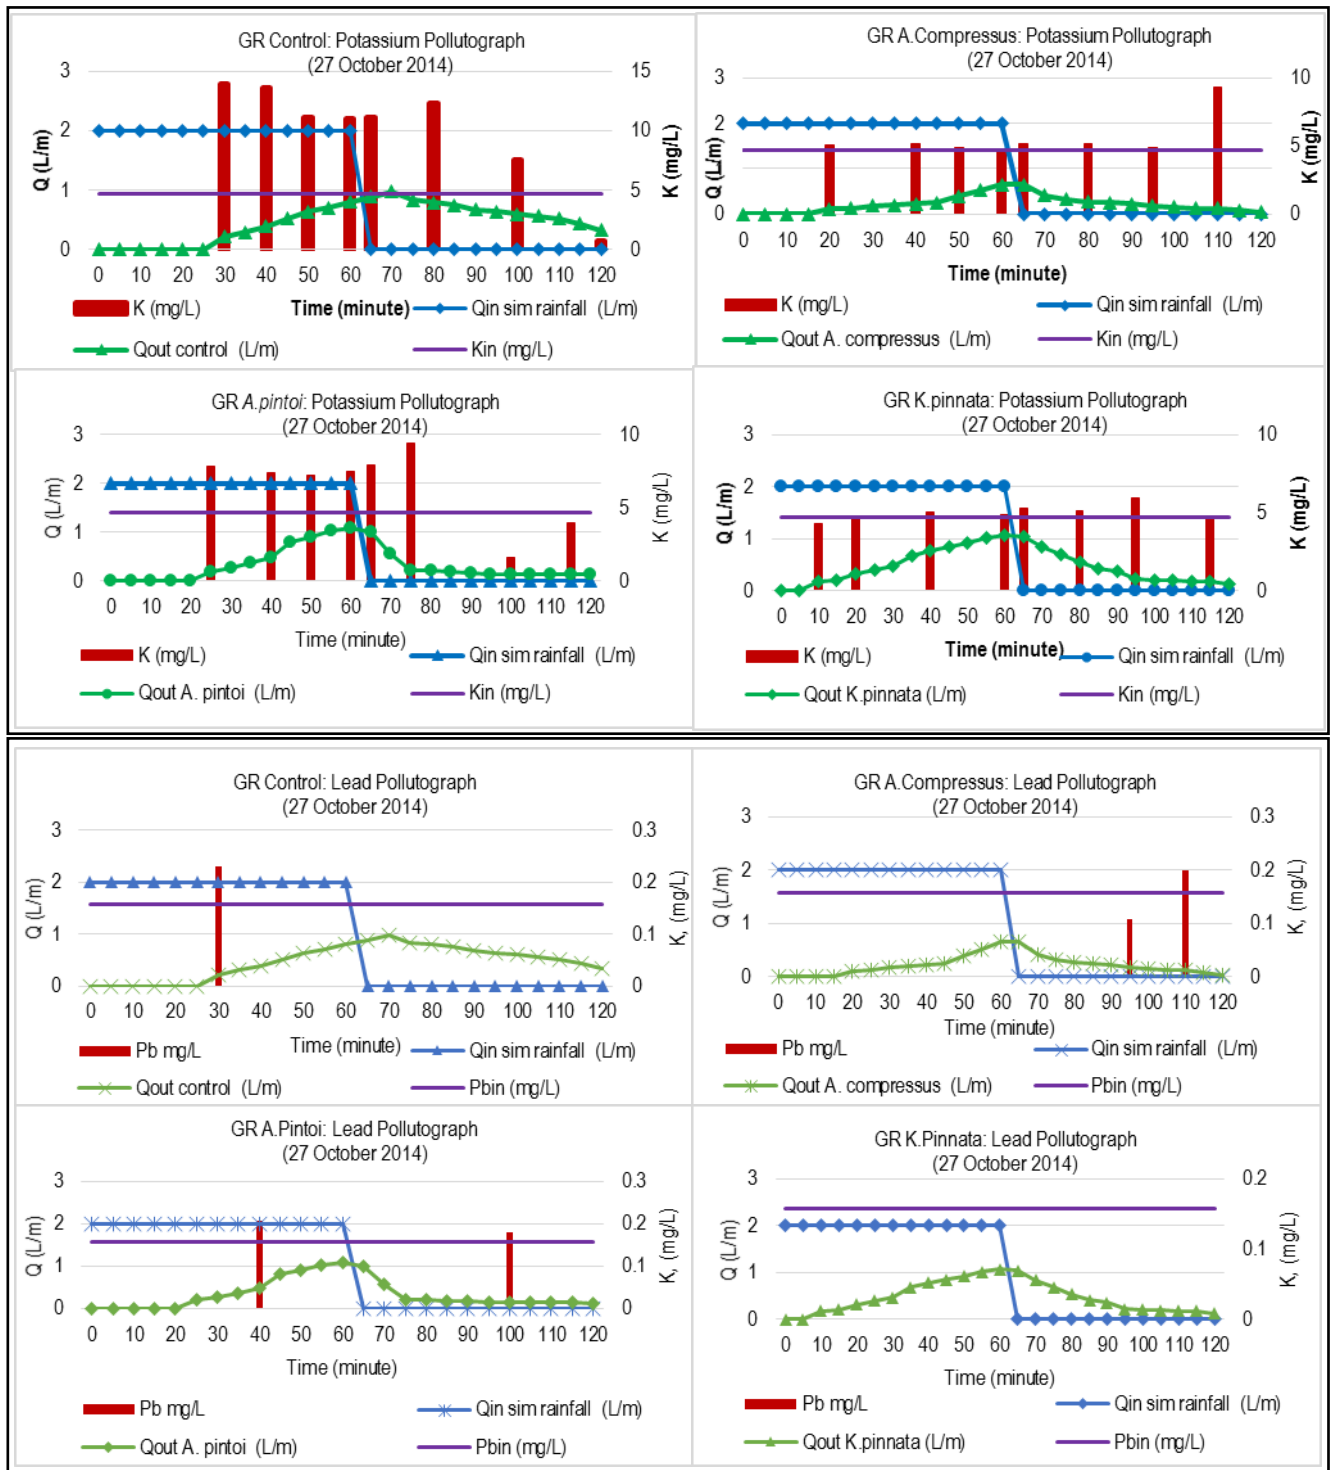 GR Control: Potassium Pollutograph
(27 October 2014)
3 15
2 10
1 5
0 0
Q (L/m)
K (mg/L)
0 10 20 30 40 50 60 70 80 90 100 110 120
Time (minute)
K (mg/L)
Qin sim rainfall (L/m)
Qout control (L/m)
Kin (mg/L)
GR A.Compressus: Potassium Pollutograph
(27 October 2014)
3 10
2
5
1
0 0
Q (L/m)
K (mg/L)
0 10 20 30 40 50 60 70 80 90 100 110 120
Time (minute)
K (mg/L)
Qin sim rainfall (L/m)
Qout A. compressus (L/m)
Kin (mg/L)
GR A.pintoi: Potassium Pollutograph
(27 October 2014)
3 10
2
5
1
0 0
Q (L/m)
K (mg/L)
0 10 20 30 40 50 60 70 80 90 100 110 120
Time (minute)
K (mg/L)
Qin sim rainfall (L/m)
Qout A. pintoi (L/m)
Kin (mg/L)
GR K.pinnata: Potassium Pollutograph
(27 October 2014)
3 10
2
5
1
0 0
Q (L/m)
K (mg/L)
0 10 20 30 40 50 60 70 80 90 100 110 120
Time (minute)
K (mg/L)
Qin sim rainfall (L/m)
Qout K.pinnata (L/m)
Kin (mg/L)
GR Control: Lead Pollutograph
(27 October 2014)
3 0.3
2 0.2
1 0.1
0 0
Q (L/m)
K, (mg/L)
0 10 20 30 40 50 60 70 80 90 100 110 120
Time (minute)
Pb mg/L
Qin sim rainfall (L/m)
Qout control (L/m)
Pbin (mg/L)
GR A.Compressus: Lead Pollutograph
(27 October 2014)
3 0.3
2 0.2
1 0.1
0 0
Q (L/m)
K, (mg/L)
0 10 20 30 40 50 60 70 80 90 100 110 120
Time (minute)
Pb mg/L
Qin sim rainfall (L/m)
Qout A. compressus (L/m)
Pbin (mg/L)
GR A.Pintoi: Lead Pollutograph
(27 October 2014)
3 0.3
2 0.2
1 0.1
0 0
Q (L/m)
K, (mg/L)
0 10 20 30 40 50 60 70 80 90 100 110 120
Time (minute)
Pb mg/L
Qin sim rainfall (L/m)
Qout A. pintoi (L/m)
Pbin (mg/L)
GR K.Pinnata: Lead Pollutograph
(27 October 2014)
3 0.2
2
0.1
1
0 0
Q (L/m)
K, (mg/L)
0 10 20 30 40 50 60 70 80 90 100 110 120
Time (minute)
Pb mg/L
Qin sim rainfall (L/m)
Qout K.pinnata (L/m)
Pbin (mg/L)